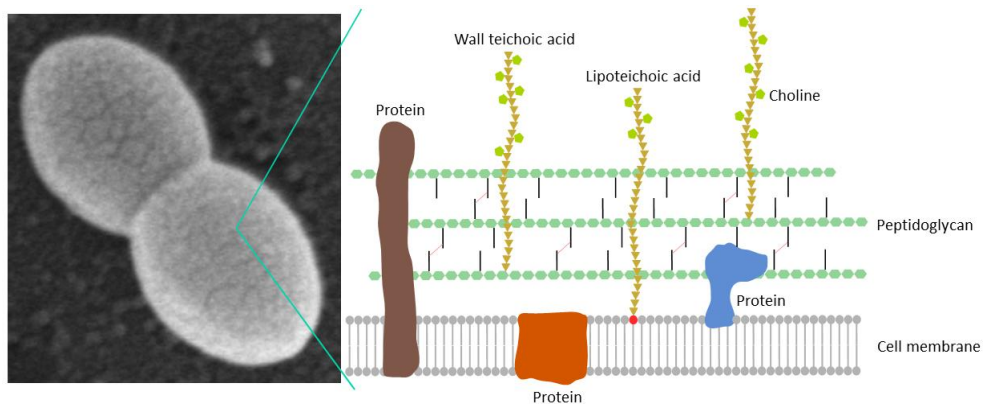 Wall teichoic acid
Lipoteichoic acid
Protein
Choline
Peptidoglycan
Protein
Cell membrane
Protein